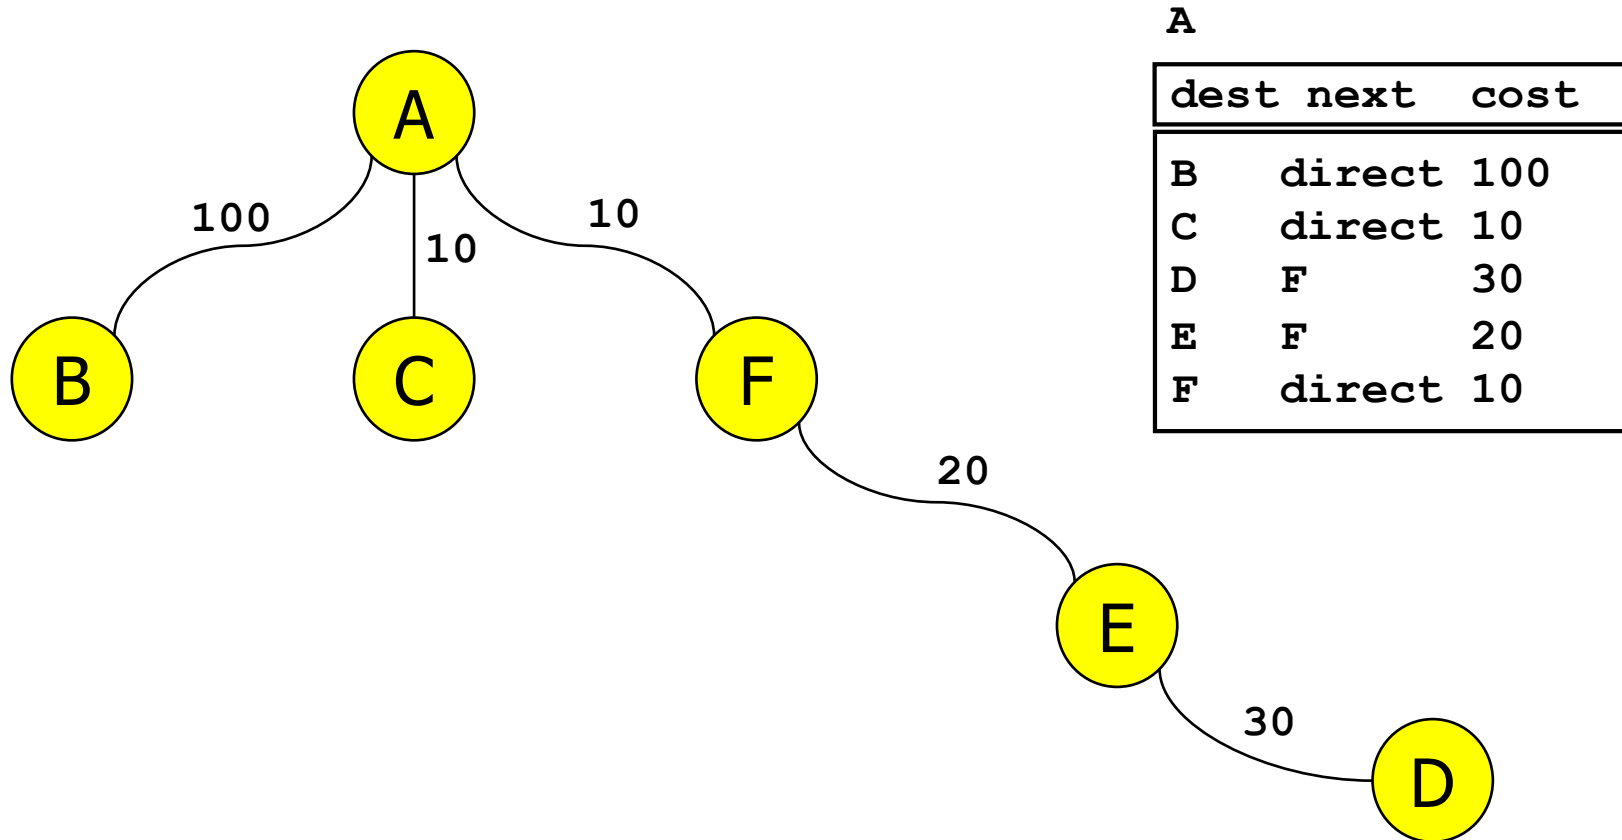 A
dest next cost
B direct 100
C direct 10
D F 30
E F 20
F direct 10
A
100
10
10
B
C
F
20
E
30
D